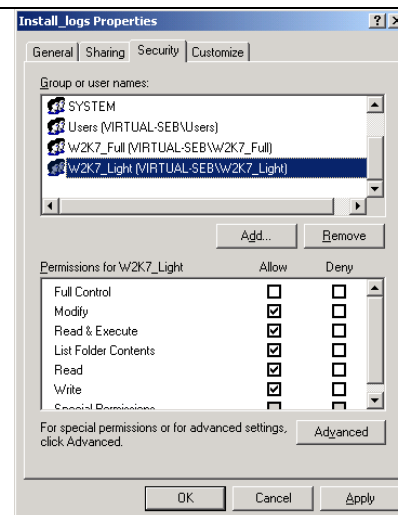 Install_logs Properties
General Sharing Security Customize
Group or user names:
SYSTEM
Users (VIRTUAL-SEB\Users)
W2K7_Full (VIRTUAL-SEB\W2K7_Full)
W2K7_Light (VIRTUAL-SEB\W2K7_Light)
Add... Remove
Permissions for W2K7_Light Allow Deny
Full Control
Modify
Read & Execute
List Folder Contents
Read
Write
Special Permissions
For special permissions or for advanced settings,
click Advanced.
Advanced
OK Cancel Apply